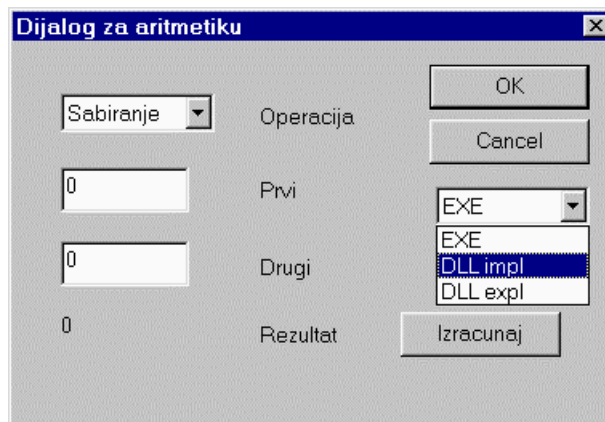 Dijalog za aritmetiku
OK
Sabiranje
Operacija
Cancel
0
Prvi
EXE
EXE
DLL impl
DLL expl
0
Drugi
0
Rezultat
Izracunaj